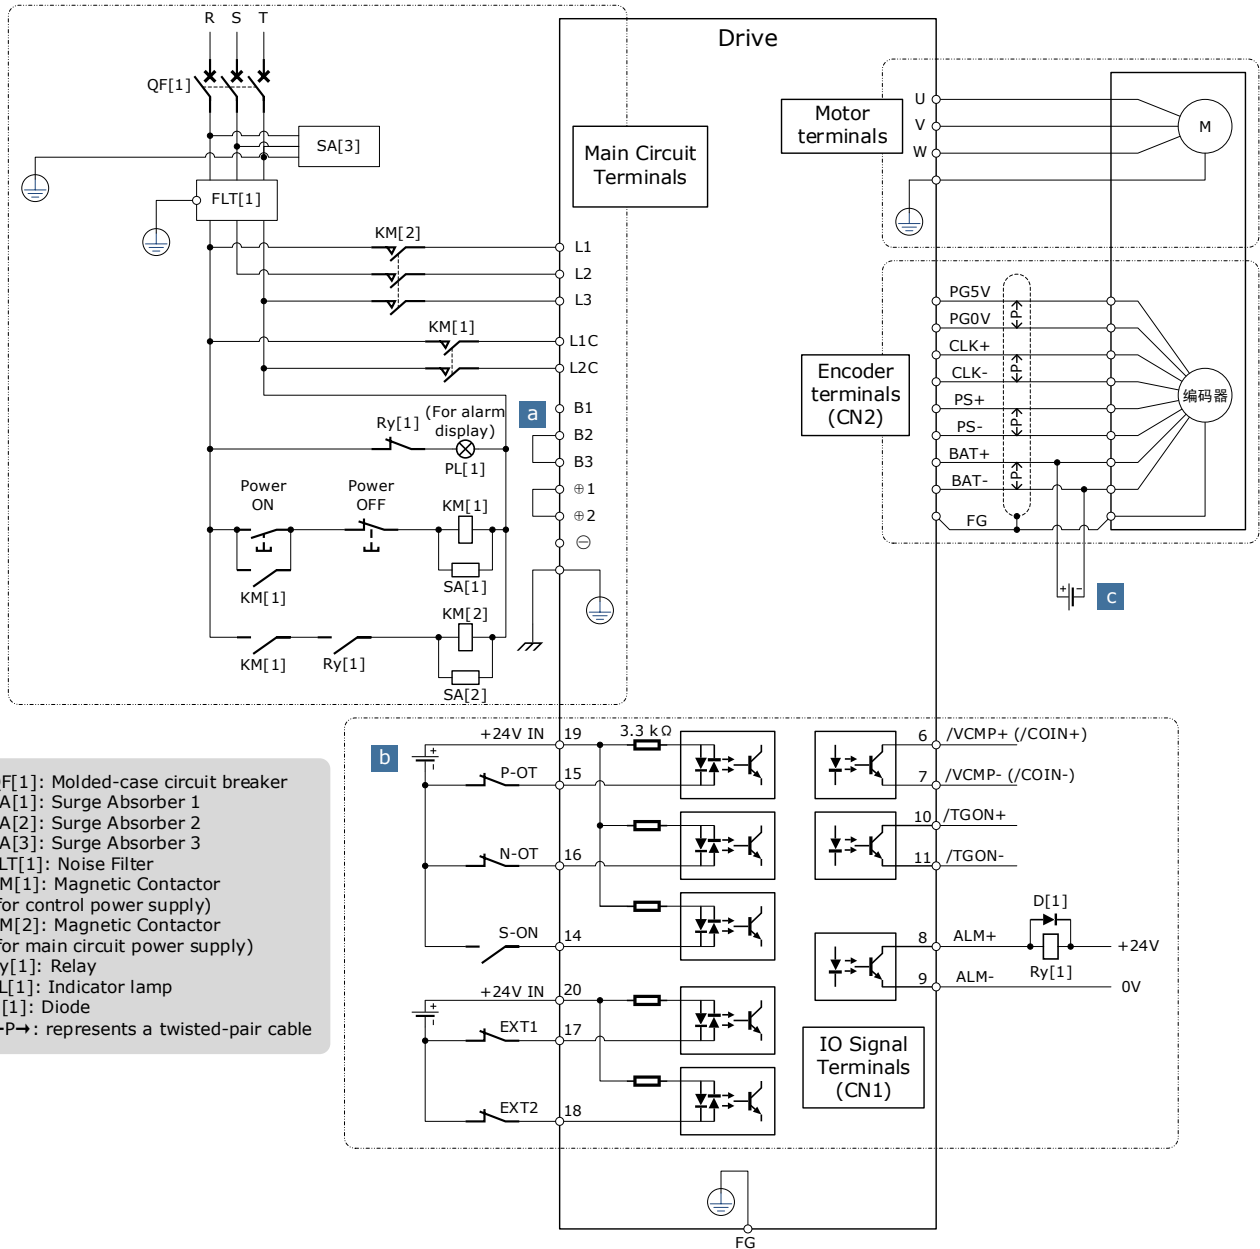 R S T
Drive
QF[1]
SA[3]
FLT[1]
Main Circuit
Terminals
KM[2]
L1
L2
L3
KM[1]
L1C
L2C
a
B1
B2
B3
⊕1
⊕2
⊖
Ry[1]
(For alarm
display)
PL[1]
Power
ON
Power
OFF
KM[1]
SA[1]
KM[1]
KM[2]
SA[2]
KM[1]
Ry[1]
Motor
terminals
U
V
W
M
Encoder
terminals
(CN2)
PG5V
PG0V
CLK+
CLK-
PS+
PS-
BAT+
BAT-
FG
P
P
P
P
编码器
+ -
c
b
+24V IN 19
3.3 kΩ
+
-
P-OT 15
N-OT 16
S-ON 14
+24V IN 20
+
-
EXT1 17
EXT2 18
6 /VCMP+ (/COIN+)
7 /VCMP- (/COIN-)
10 /TGON+
11 /TGON-
D[1]
8 ALM+
+24V
Ry[1]
9 ALM-
0V
IO Signal
Terminals
(CN1)
FG
F[1]: Molded-case circuit breaker
A[1]: Surge Absorber 1
A[2]: Surge Absorber 2
A[3]: Surge Absorber 3
LT[1]: Noise Filter
M[1]: Magnetic Contactor
for control power supply)
M[2]: Magnetic Contactor
for main circuit power supply)
y[1]: Relay
L[1]: Indicator lamp
[1]: Diode
P→: represents a twisted-pair cable